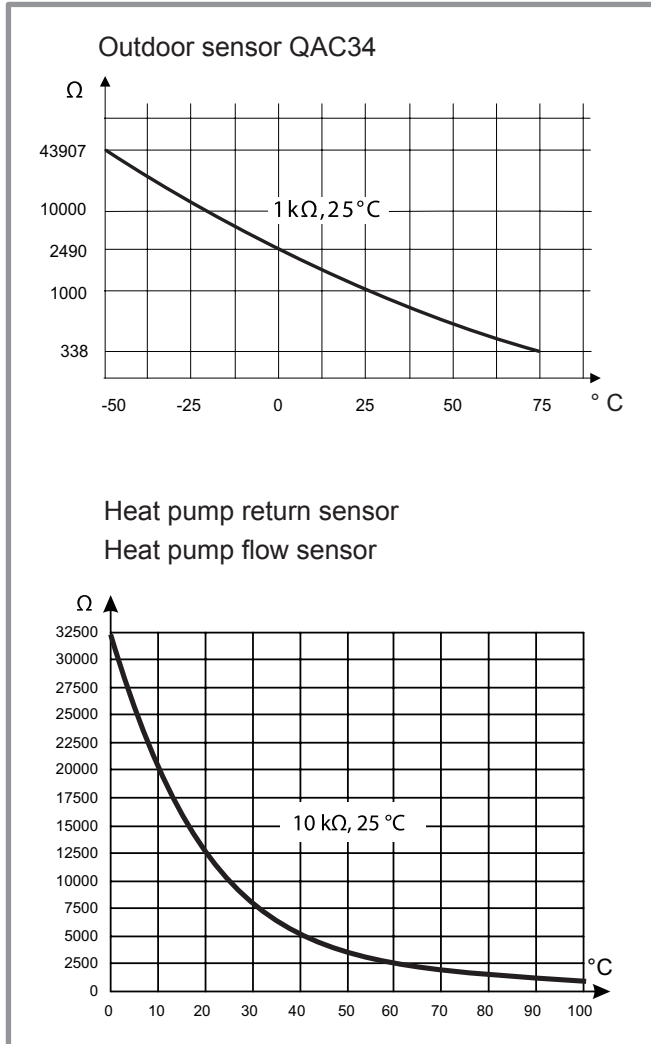 Outdoor sensor QAC34
Ω
43907
10000
2490
1000
338
1kΩ, 25°C
-50 -25 0 25 50 75 ° C
Heat pump return sensor
Heat pump flow sensor
Ω
32500
30000
27500
25000
22500
20000
17500
15000
12500
10000
7500
5000
2500
0
10 kΩ, 25 °C
°C
0 10 20 30 40 50 60 70 80 90 100